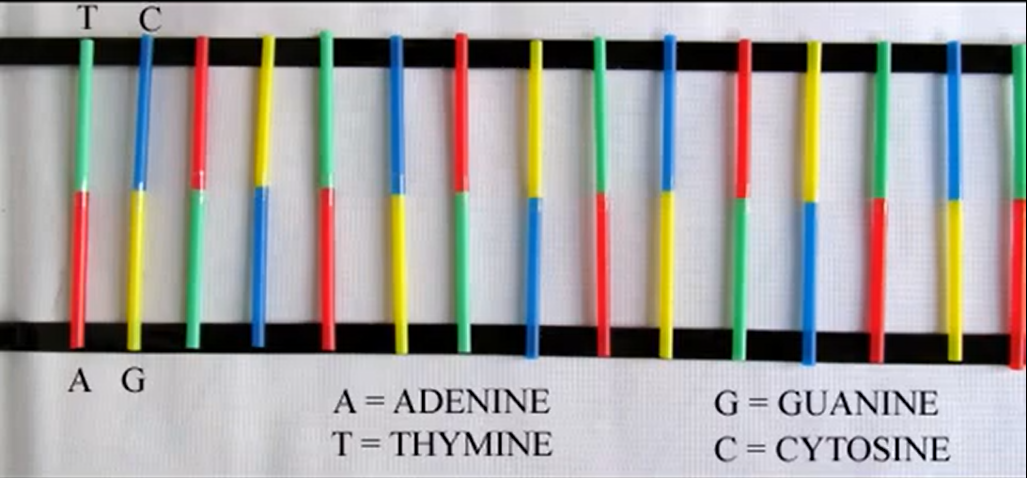 T C
A G
A = ADENINE
T = THYMINE
G = GUANINE
C = CYTOSINE